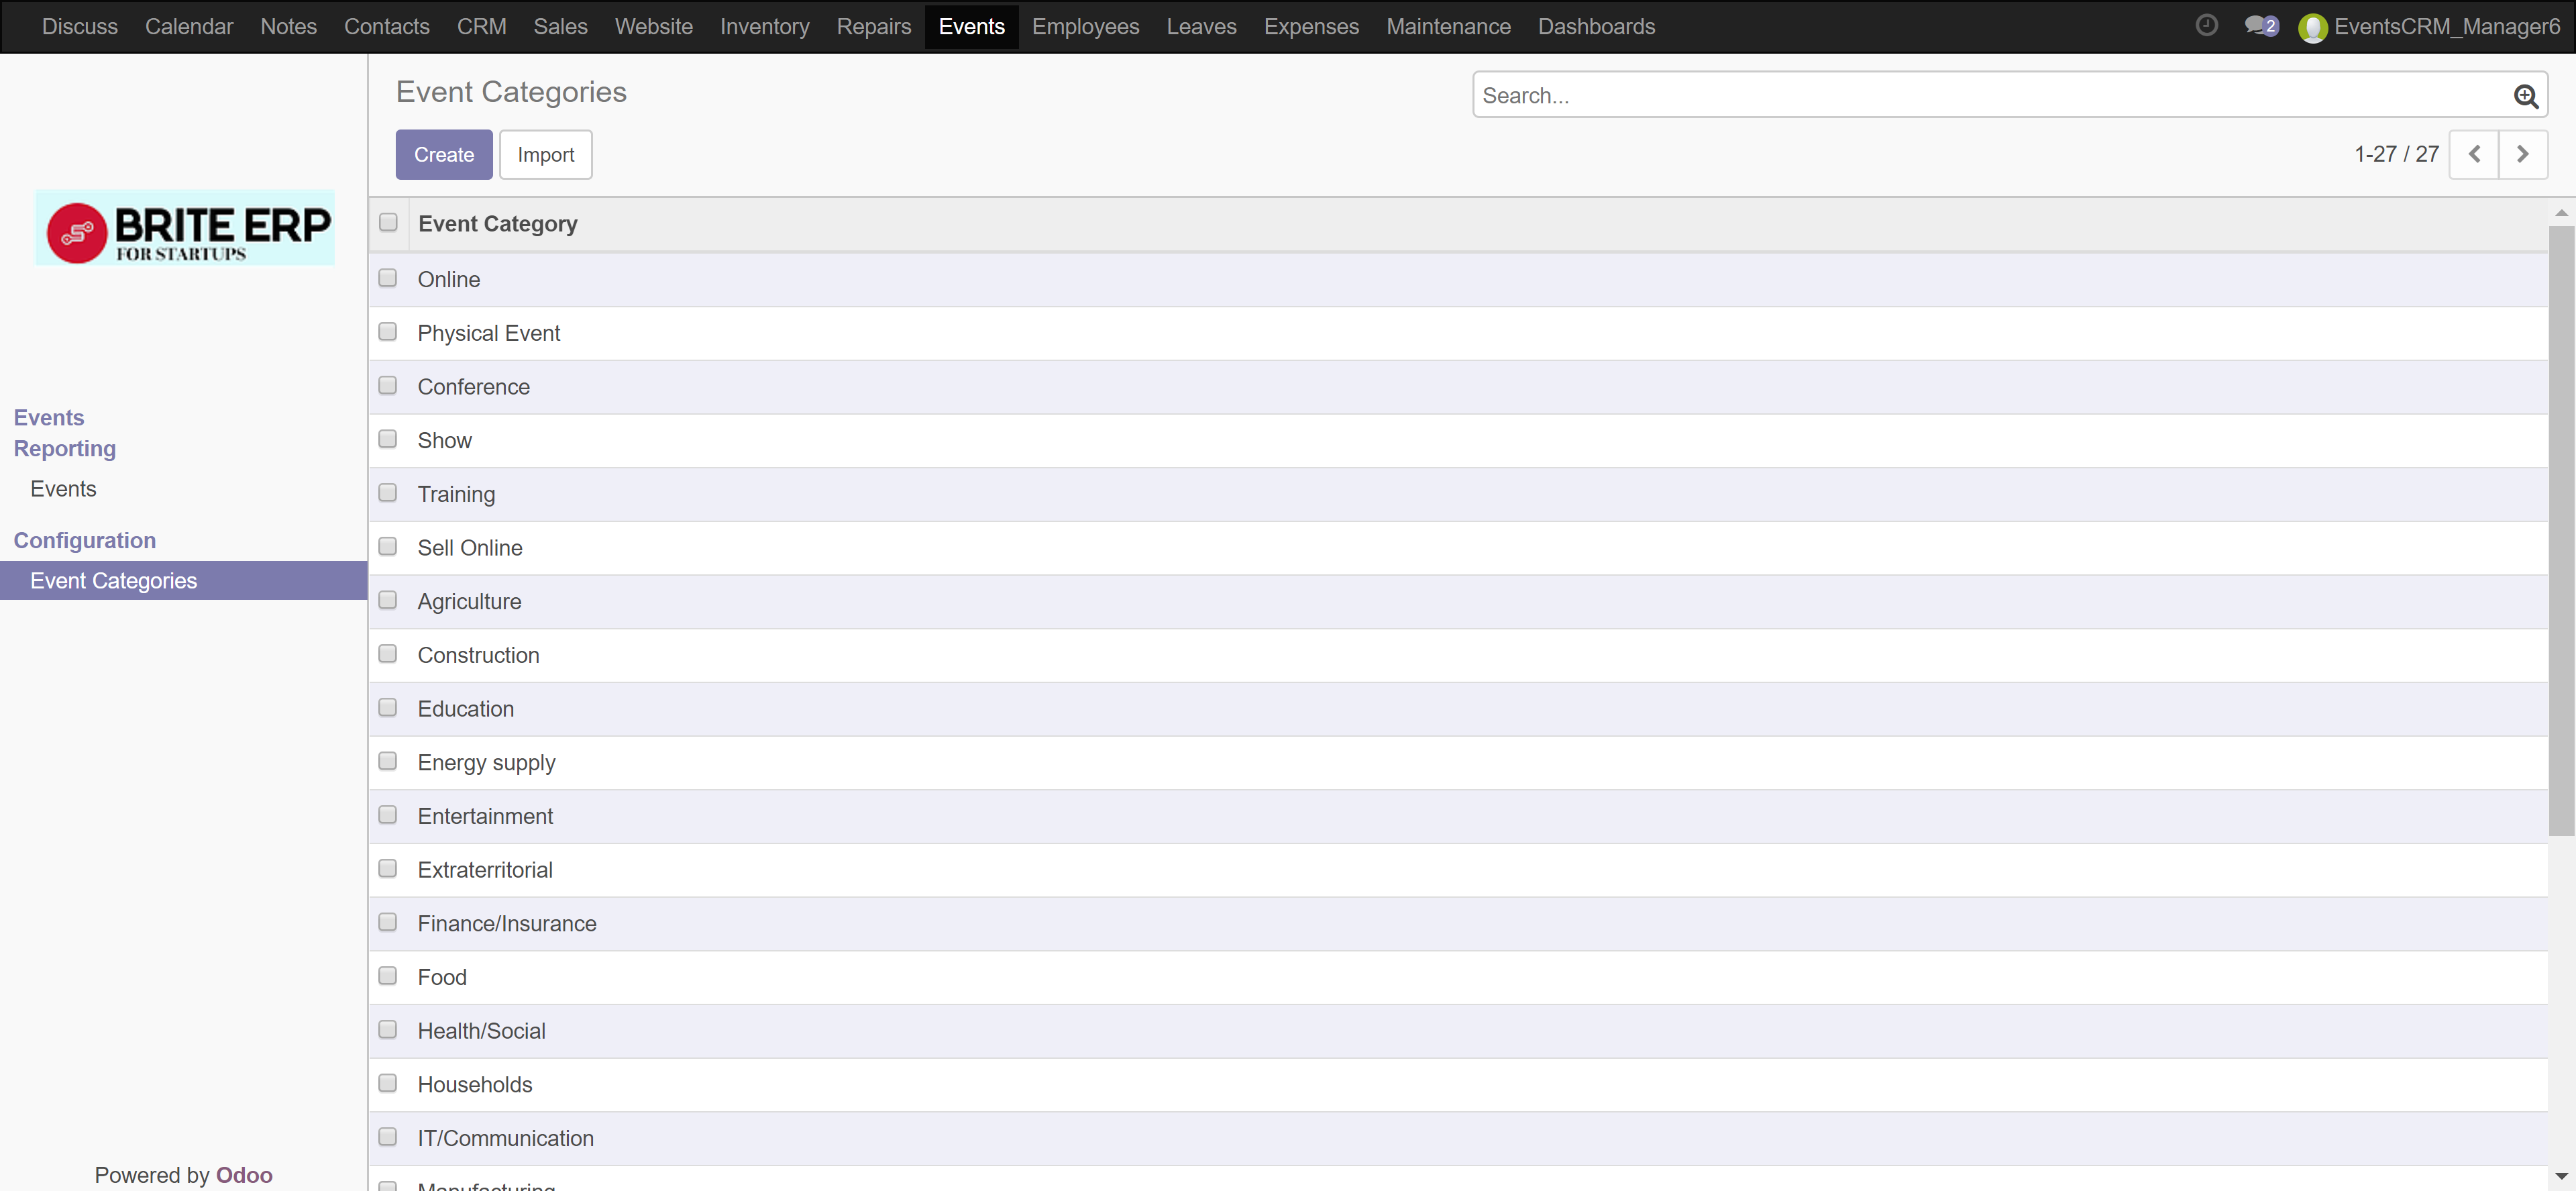 Discuss Calendar Notes Contacts CRM Sales Website Inventory Repairs Events Employees Leaves Expenses Maintenance Dashboards 2 EventsCRM_Manager6
Event Categories
Search...
Create Import
1-27 / 27
BRITE ERP
FOR STARTUPS
Events
Reporting
Events
Configuration
Event Categories
Powered by Odoo
Event Category
Online
Physical Event
Conference
Show
Training
Sell Online
Agriculture
Construction
Education
Energy supply
Entertainment
Extraterritorial
Finance/Insurance
Food
Health/Social
Households
IT/Communication
Manufacturing